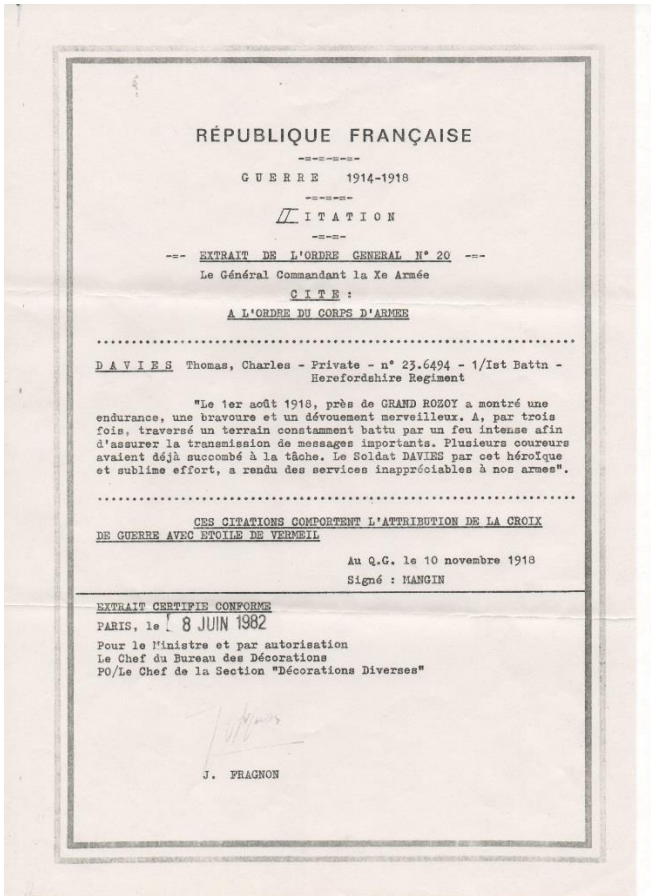 RÉPUBLIQUE FRANÇAISE
-=-=-=-=-
GUERRE 1914-1918
-=-=-=-
CITATION
-=-=-
-=- EXTRAIT DE L'ORDRE GENERAL N° 20 -=-
Le Général Commandant la Xe Armée
CITE :
A L'ORDRE DU CORPS D'ARMEE
DAVIES Thomas, Charles - Private - n° 23.6494 - 1/Ist Battn -
Herefordshire Regiment
"Le 1er août 1918, près de GRAND ROZOY a montré une
endurance, une bravoure et un dévouement merveilleux. A, par trois
fois, traversé un terrain constamment battu par un feu intense afin
d'assurer la transmission de messages importants. Plusieurs coureurs
avaient déjà succombé à la tâche. Le Soldat DAVIES par cet héroïque
et sublime effort, a rendu des services inappréciables à nos armes".
CES CITATIONS COMPORTENT L'ATTRIBUTION DE LA CROIX
DE GUERRE AVEC ETOILE DE VERMEIL
Au Q.G. le 10 novembre 1918
Signé : MANGIN
EXTRAIT CERTIFIE CONFORME
PARIS, le 8 JUIN 1982
Pour le Ministre et par autorisation
Le Chef du Bureau des Décorations
PO/Le Chef de la Section "Décorations Diverses"
J. FRAGNON